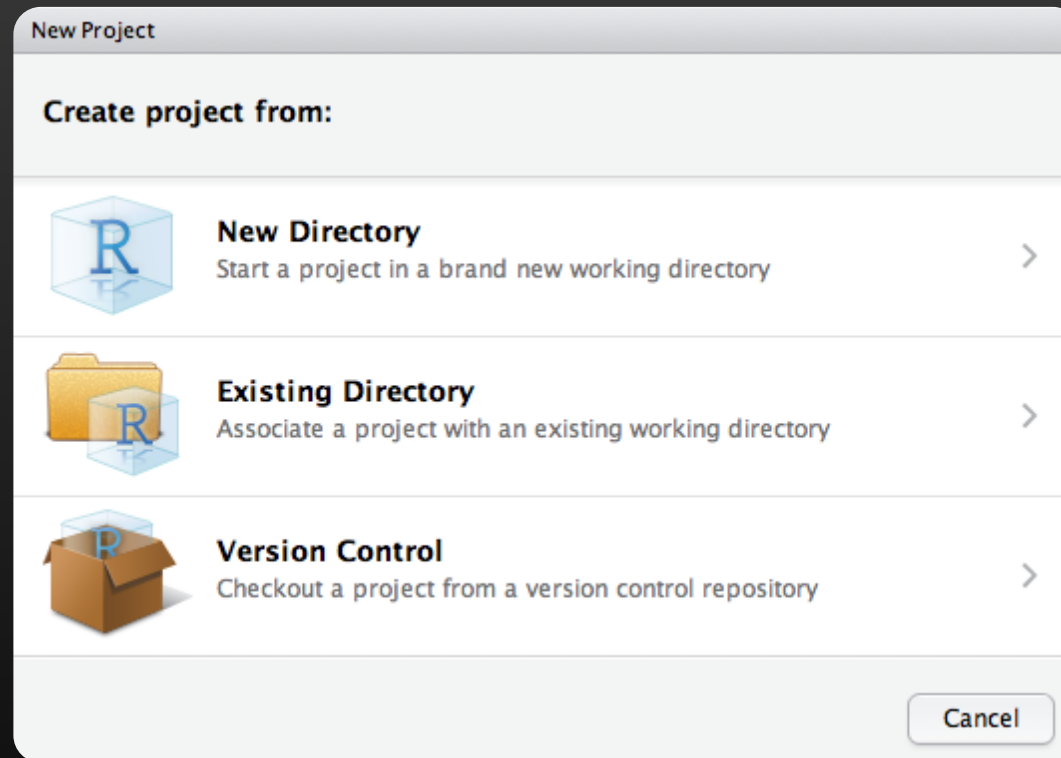 New Project
Create project from:
R
New Directory
Start a project in a brand new working directory
R
Existing Directory
Associate a project with an existing working directory
R
Version Control
Checkout a project from a version control repository
Cancel